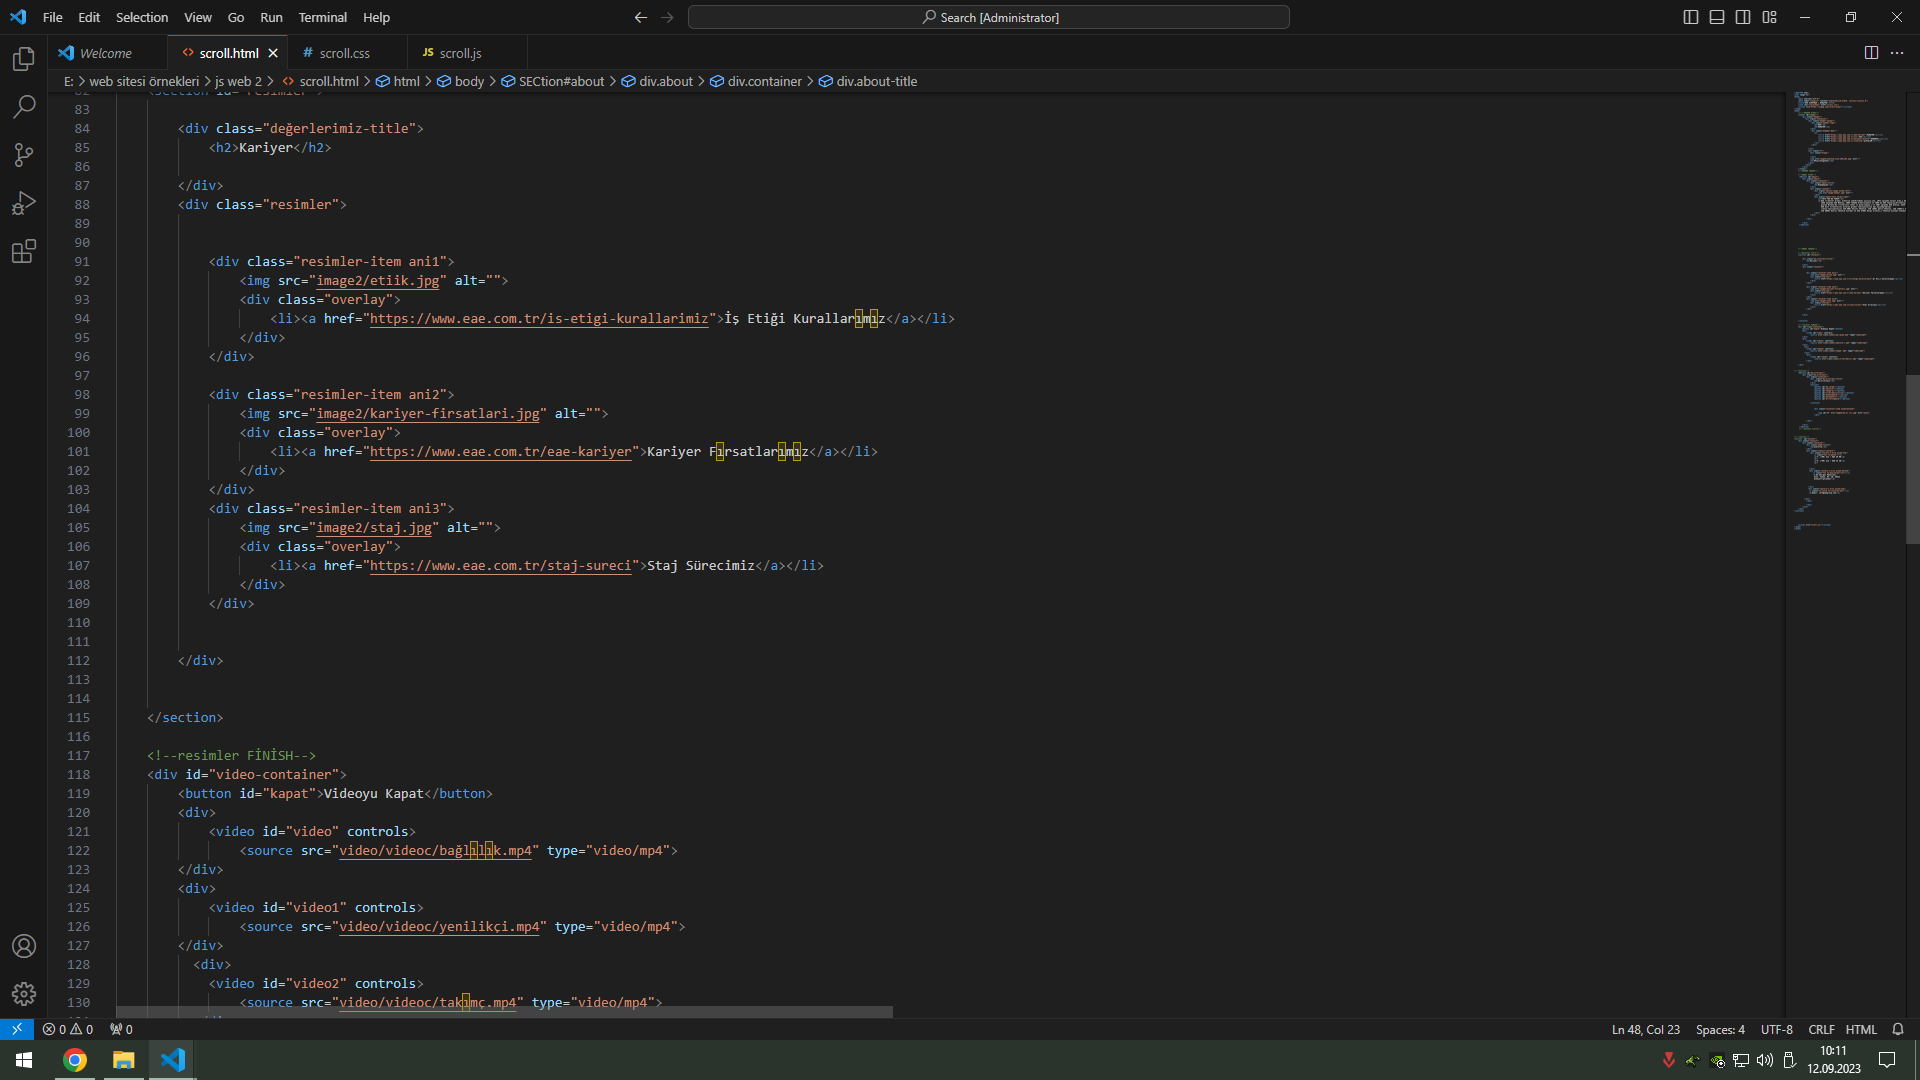 File Edit Selection View Go Run Terminal Help
Search [Administrator]
Welcome scroll.html scroll.css scroll.js
E: > web sitesi örnekleri > js web 2 > scroll.html > html > body > SECtion#about > div.about > div.container > div.about-title
83
84 <div class="değerlerimiz-title">
85 <h2>Kariyer</h2>
86
87 </div>
88 <div class="resimler">
89
90
91 <div class="resimler-item ani1">
92 <img src="image2/etiik.jpg" alt="">
93 <div class="overlay">
94 <li><a href="https://www.eae.com.tr/is-etigi-kurallarimiz">İş Etiği Kurallarımız</a></li>
95 </div>
96 </div>
97
98 <div class="resimler-item ani2">
99 <img src="image2/kariyer-firsatlari.jpg" alt="">
100 <div class="overlay">
101 <li><a href="https://www.eae.com.tr/eae-kariyer">Kariyer Fırsatlarımız</a></li>
102 </div>
103 </div>
104 <div class="resimler-item ani3">
105 <img src="image2/staj.jpg" alt="">
106 <div class="overlay">
107 <li><a href="https://www.eae.com.tr/staj-sureci">Staj Sürecimiz</a></li>
108 </div>
109 </div>
110
111
112 </div>
113
114
115 </section>
116
117 <!--resimler FİNİSH-->
118 <div id="video-container">
119 <button id="kapat">Videoyu Kapat</button>
120 <div>
121 <video id="video" controls>
122 <source src="video/videoc/bağlılık.mp4" type="video/mp4">
123 </div>
124 <div>
125 <video id="video1" controls>
126 <source src="video/videoc/yenilikçi.mp4" type="video/mp4">
127 </div>
128 <div>
129 <video id="video2" controls>
130 <source src="video/videoc/takımç.mp4" type="video/mp4">
0 0 0 Ln 48, Col 23 Spaces: 4 UTF-8 CRLF HTML
10:11
12.09.2023